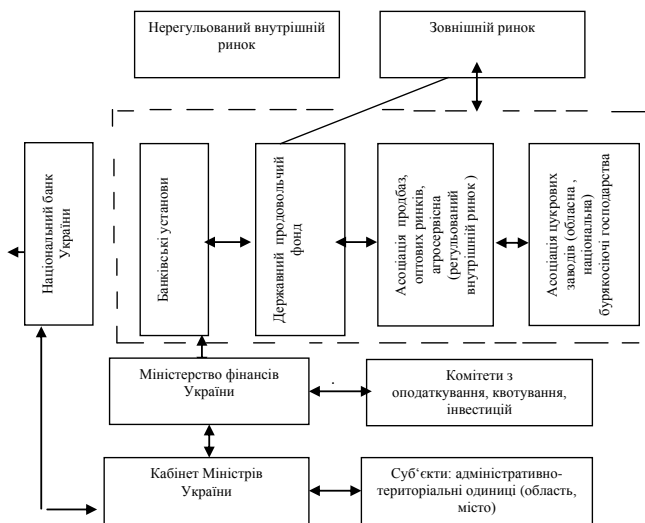 Нерегульований внутрішній
ринок
Зовнішній ринок
Національний банк
України
Банківські установи
Державний продовольчий
фонд
Асоціація продбаз,
оптових ринків,
агросервісна
(регульований
внутрішній ринок )
Асоціація цукрових
заводів (обласна ,
національна)
бурякосіючі господарства
Міністерство фінансів
України
Комітети з
оподаткування, квотування,
інвестицій
Кабінет Міністрів
України
Суб‘єкти: адміністративно-
територіальні одиниці (область,
місто)